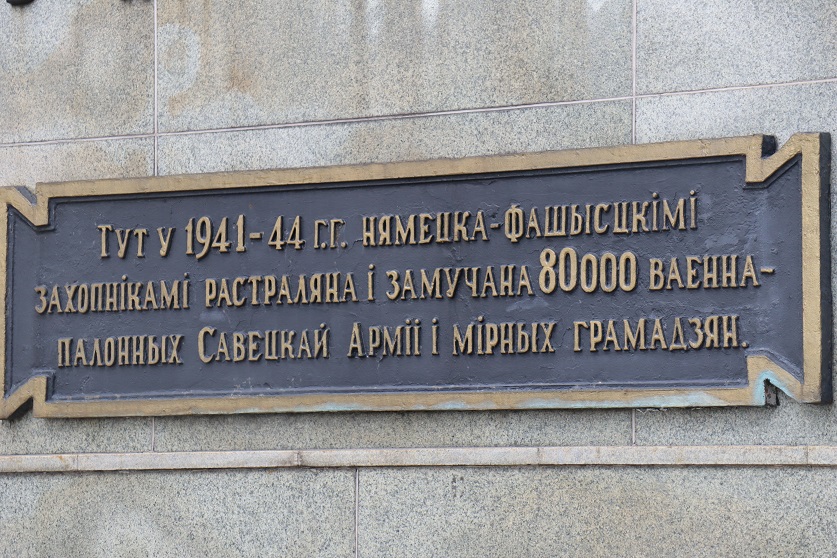 Тут у 1941-44 г.г. нямецка-фашысцкімі
захопнікамі растраляна і замучана 80000 ваенна-
палонных Савецкай Арміі і мірных грамадзян.